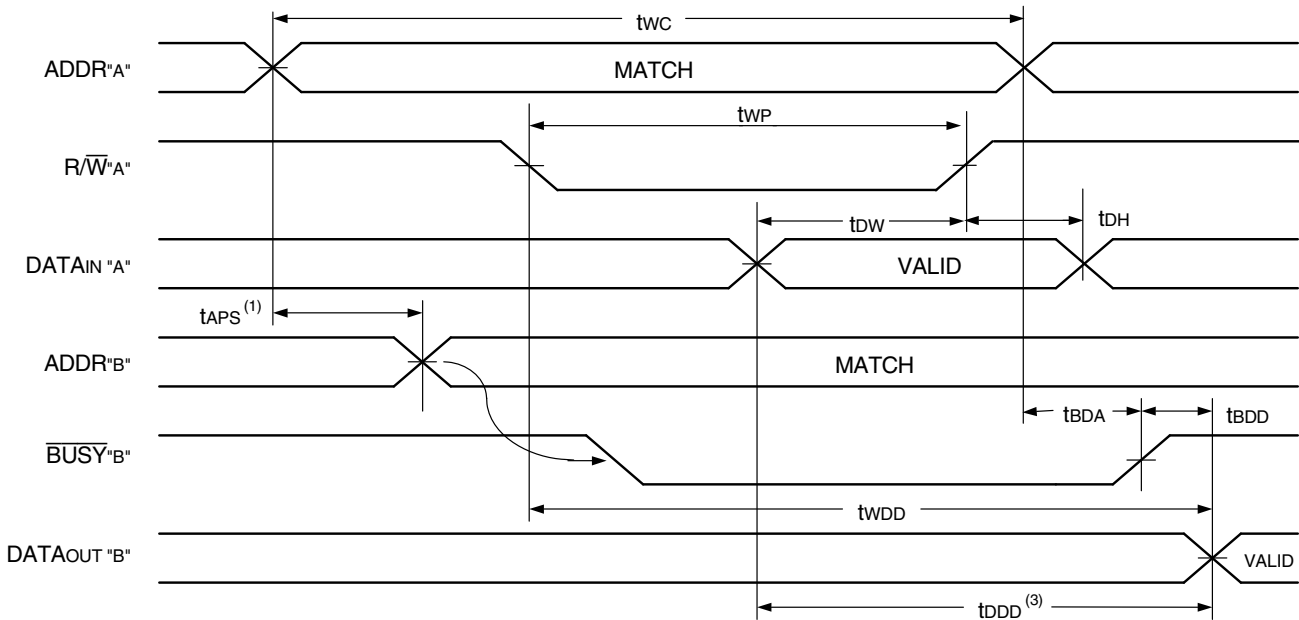 tWC
ADDR"A"
MATCH
tWP
R/W̅"A"
tDW
tDH
DATAIN "A"
VALID
tAPS (1)
ADDR"B"
MATCH
tBDA
tBDD
B̅U̅S̅Y̅"B"
tWDD
DATAOUT "B"
VALID
tDDD (3)